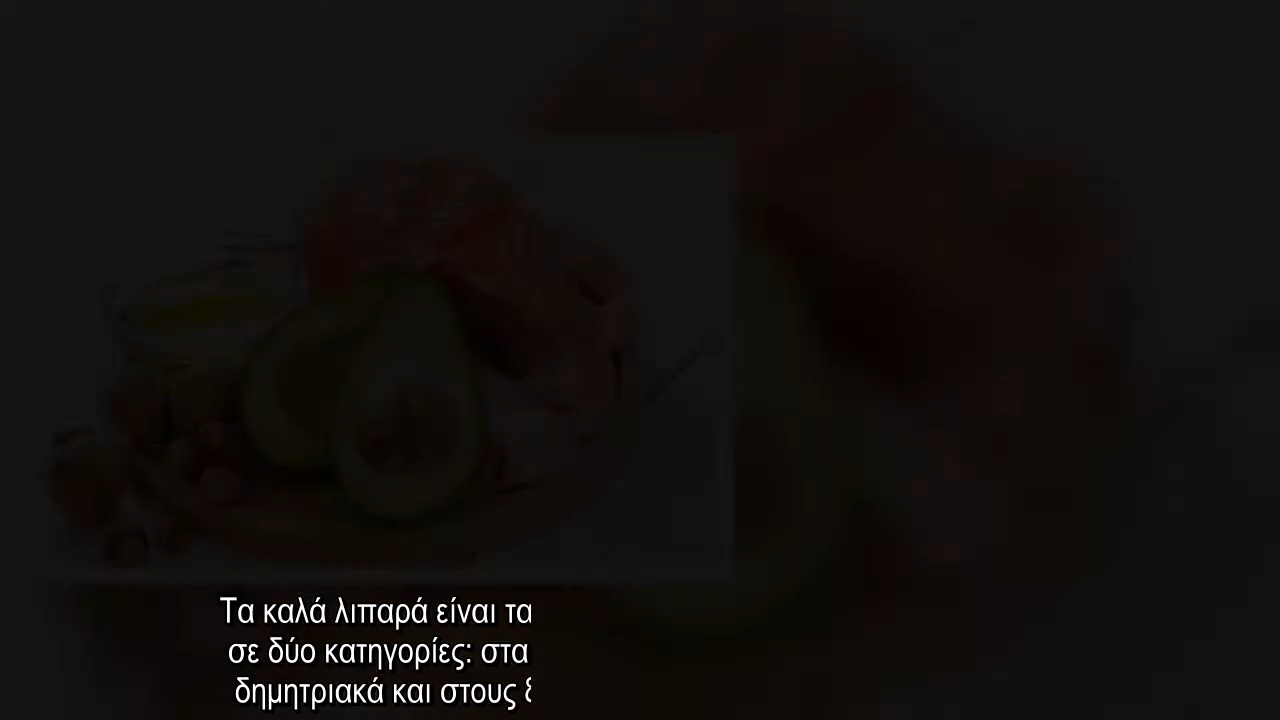 Τα καλά λιπαρά είναι τα
σε δύο κατηγορίες: στα
δημητριακά και στους